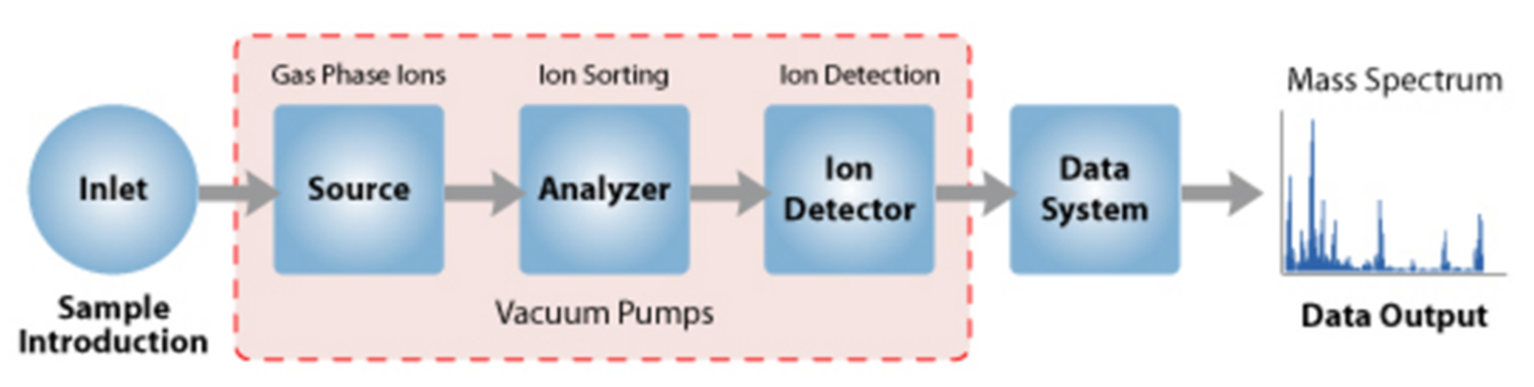 Gas Phase Ions
Ion Sorting
Ion Detection
Mass Spectrum
Inlet
Source
Analyzer
Ion
Detector
Data
System
Sample
Introduction
Vacuum Pumps
Data Output